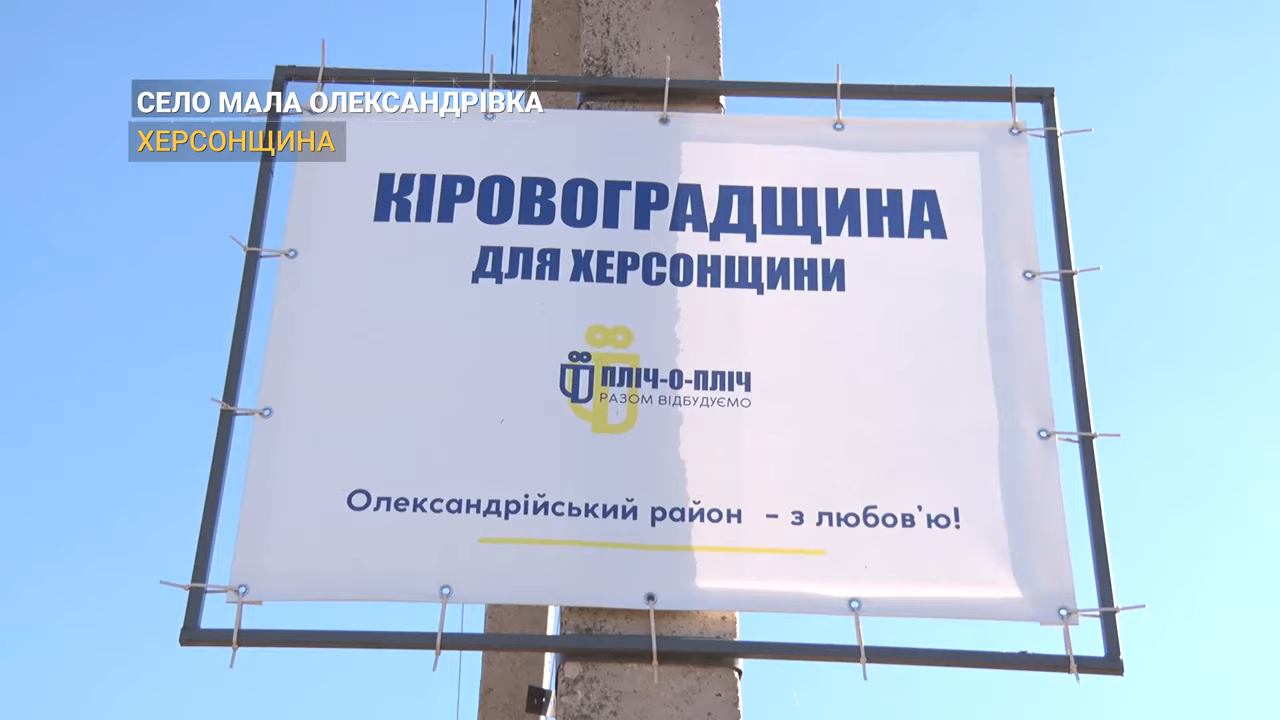 СЕЛО МАЛА ОЛЕКСАНДРІВКА
ХЕРСОНЩИНА
КІРОВОГРАДЩИНА
ДЛЯ ХЕРСОНЩИНИ
ПЛІЧ-О-ПЛІЧ
РАЗОМ ВІДБУДУЄМО
Олександрійський район – з любов'ю!